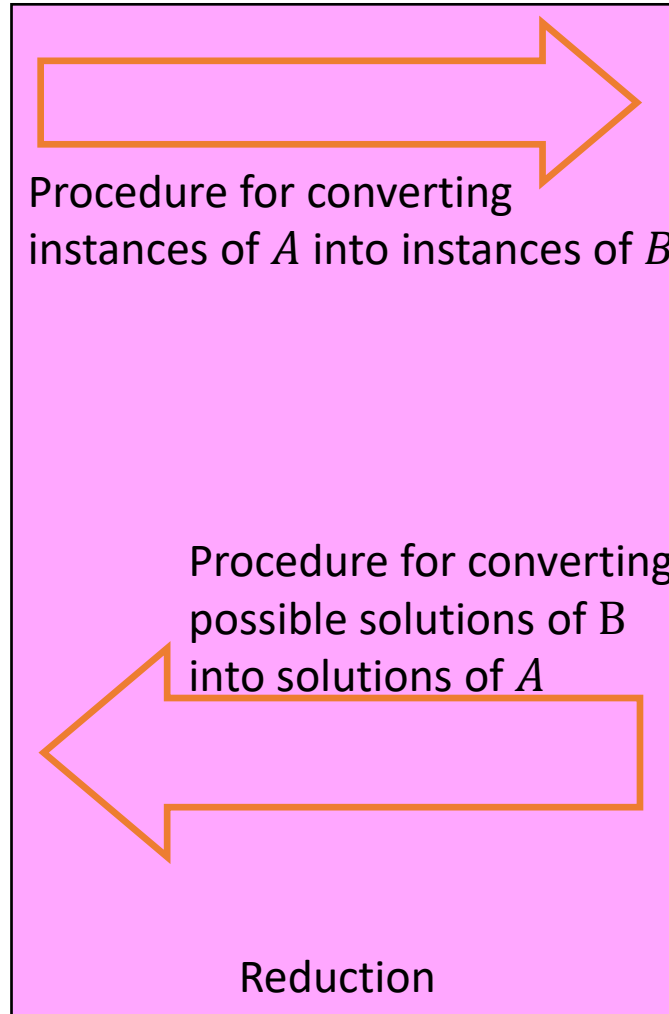 Procedure for converting
instances of A into instances of B
Procedure for converting
possible solutions of B
into solutions of A
Reduction